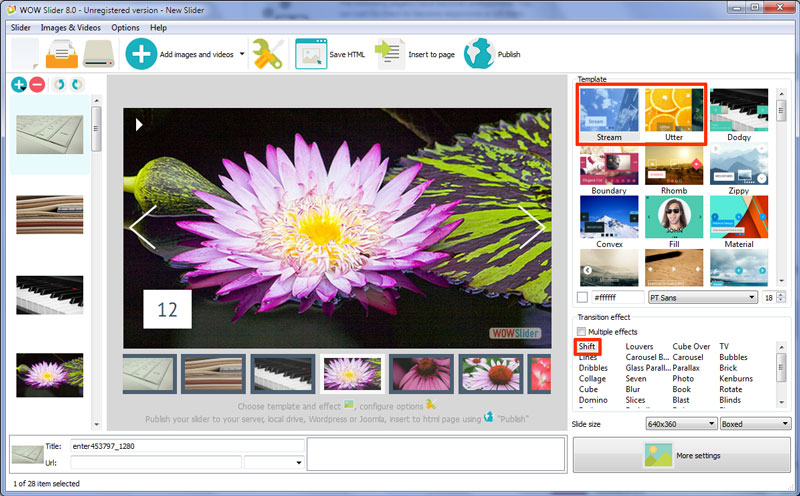 WOW Slider 8.0 - Unregistered version - New Slider
Slider Images & Videos Options Help
Add images and videos
Save HTML
Insert to page
Publish
12
WOWSlider
Choose template and effect , configure options
Publish your slider to your server, local drive, Wordpress or Joomla, insert to html page using "Publish"
Template
Stream
Stream Utter Dodgy
Boundary Rhomb Zippy
JOHN
Convex Fill Material
#ffffff PT Sans 18
Transition effect
Multiple effects
Shift Louvers Cube Over TV
Lines Carousel B... Carousel Bubbles
Dribbles Glass Parall... Parallax Brick
Collage Seven Photo Kenburns
Cube Blur Book Rotate
Domino Slices Blast Blinds
Slide size 640x360 Boxed
More settings
Title: enter453797_1280
Url:
1 of 28 item selected